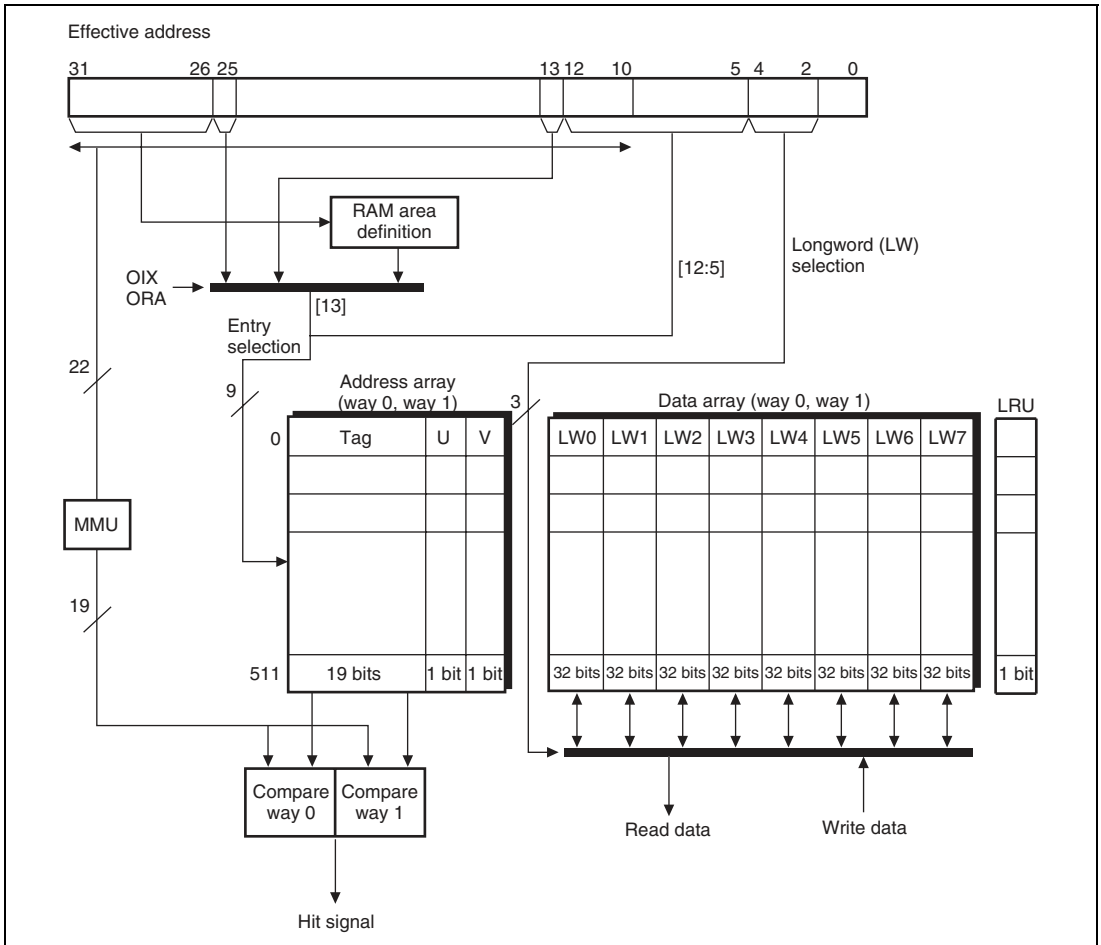 Effective address
31 26 25 13 12 10 5 4 2 0
RAM area
definition
Longword (LW)
selection
[12:5]
OIX
ORA
[13]
Entry
selection
22
9
Address array
(way 0, way 1)
3
Data array (way 0, way 1)
LRU
0 Tag U V
LW0 LW1 LW2 LW3 LW4 LW5 LW6 LW7
MMU
19
511 19 bits 1 bit 1 bit
32 bits 32 bits 32 bits 32 bits 32 bits 32 bits 32 bits 32 bits
1 bit
Compare
way 0
Compare
way 1
Read data
Write data
Hit signal